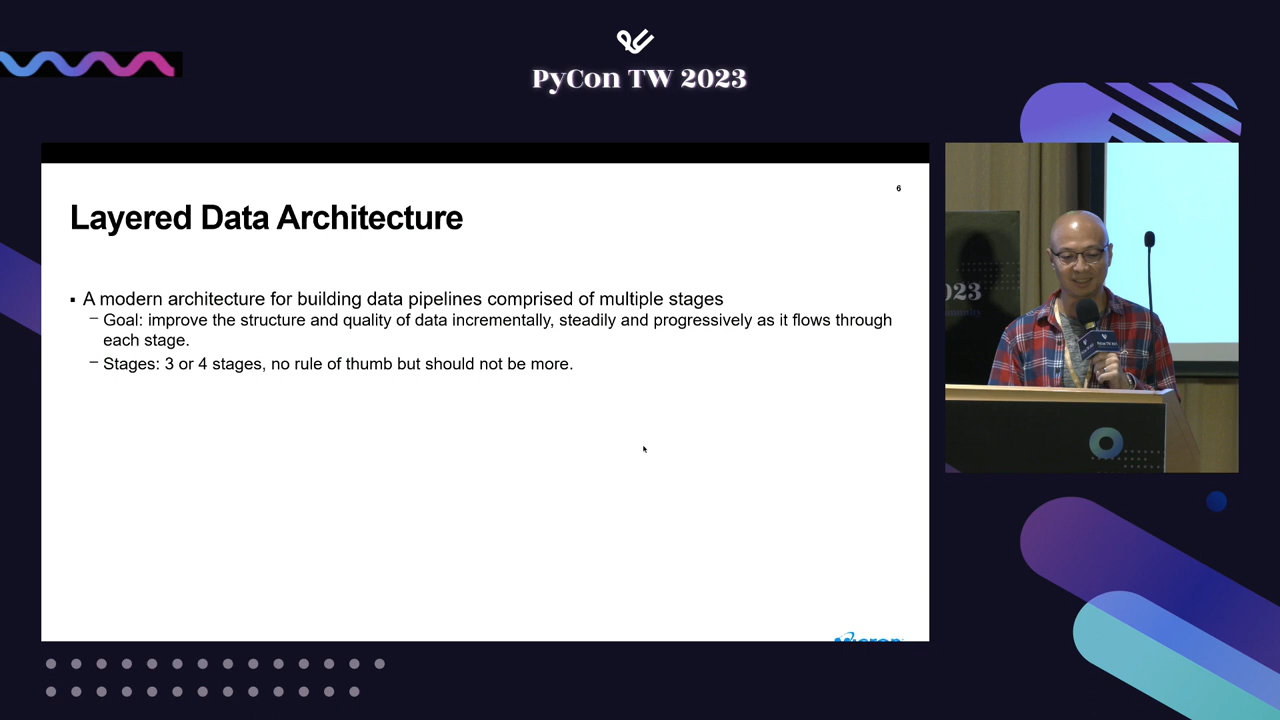 PyCon TW 2023
6
Layered Data Architecture
▪ A modern architecture for building data pipelines comprised of multiple stages
– Goal: improve the structure and quality of data incrementally, steadily and progressively as it flows through
each stage.
– Stages: 3 or 4 stages, no rule of thumb but should not be more.
023
Micron